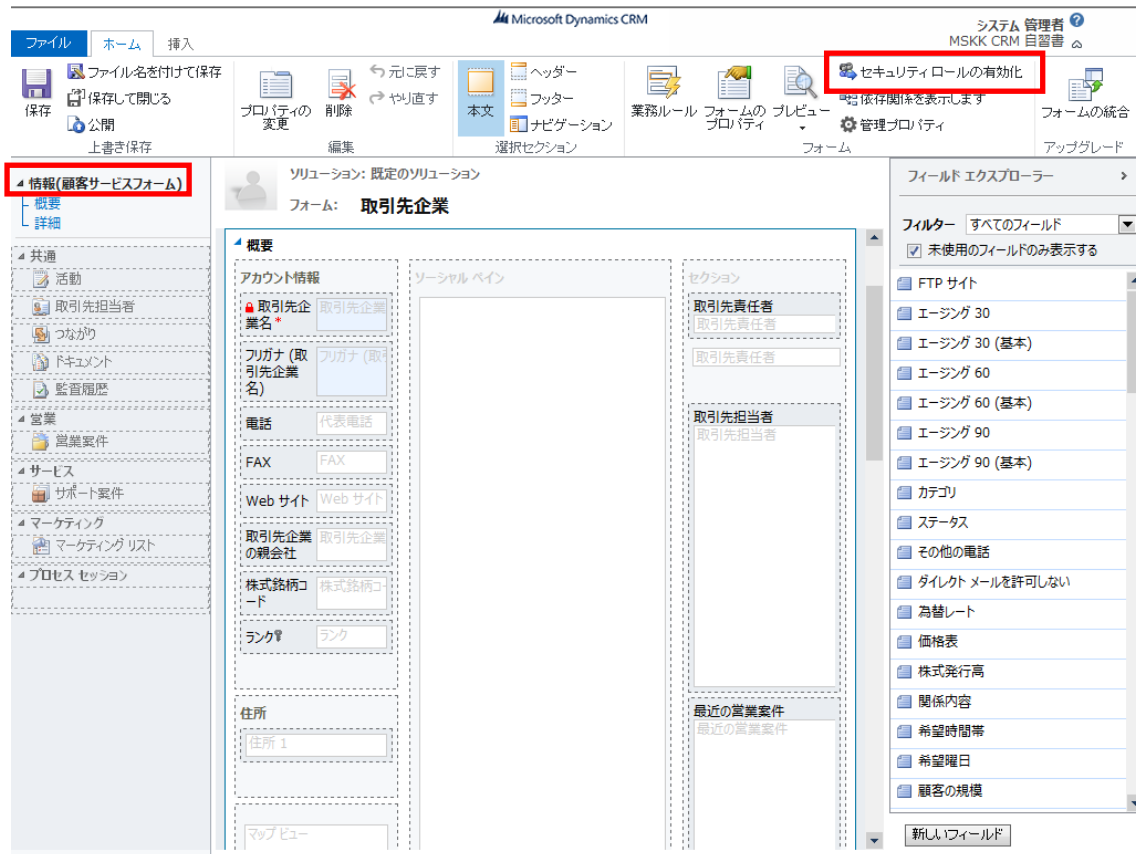 Microsoft Dynamics CRM
システム 管理者
MSKK CRM 自習書
ファイル
ホーム
挿入
保存
ファイル名を付けて保存
保存して閉じる
公開
上書き保存
プロパティの
変更
削除
元に戻す
やり直す
編集
本文
ヘッダー
フッター
ナビゲーション
選択セクション
業務ルール
フォームの
プロパティ
プレビュー
セキュリティ ロールの有効化
依存関係を表示します
管理プロパティ
フォーム
フォームの統合
アップグレード
情報(顧客サービスフォーム)
概要
詳細
共通
活動
取引先担当者
つながり
ドキュメント
監査履歴
営業
営業案件
サービス
サポート案件
マーケティング
マーケティング リスト
プロセス セッション
ソリューション: 既定のソリューション
フォーム: 取引先企業
概要
アカウント情報
取引先企
業名*
取引先企業
フリガナ (取
引先企業
名)
フリガナ (取引
電話
代表電話
FAX
FAX
Web サイト
Web サイト
取引先企業
の親会社
取引先企業
株式銘柄コ
ード
株式銘柄コー
ランク
ランク
住所
住所 1
マップ ビュー
ソーシャル ペイン
セクション
取引先責任者
取引先責任者
取引先責任者
取引先担当者
取引先担当者
最近の営業案件
最近の営業案件
フィールド エクスプローラー
フィルター すべてのフィールド
未使用のフィールドのみ表示する
FTP サイト
エージング 30
エージング 30 (基本)
エージング 60
エージング 60 (基本)
エージング 90
エージング 90 (基本)
カテゴリ
ステータス
その他の電話
ダイレクト メールを許可しない
為替レート
価格表
株式発行高
関係内容
希望時間帯
希望曜日
顧客の規模
新しいフィールド